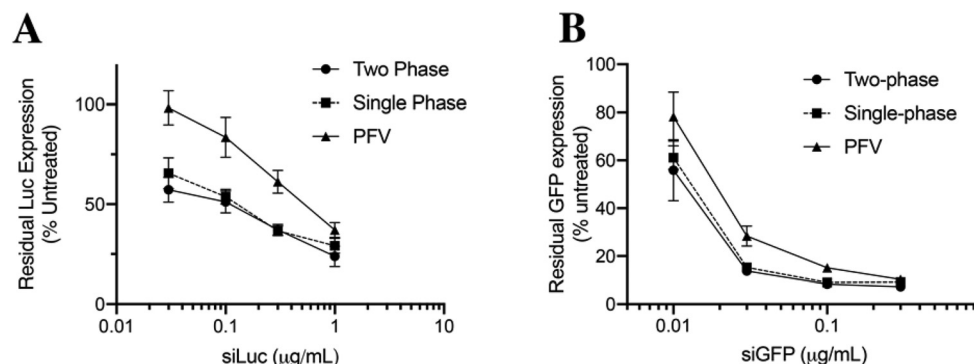 A
Residual Luc Expression
(% Untreated)
100
50
0
0.01
0.1
1
10
siLuc (μg/mL)
Two Phase
Single Phase
PFV
B
Residual GFP expression
(% untreated)
100
80
60
40
20
0
0.01
0.1
siGFP (μg/mL)
Two-phase
Single-phase
PFV